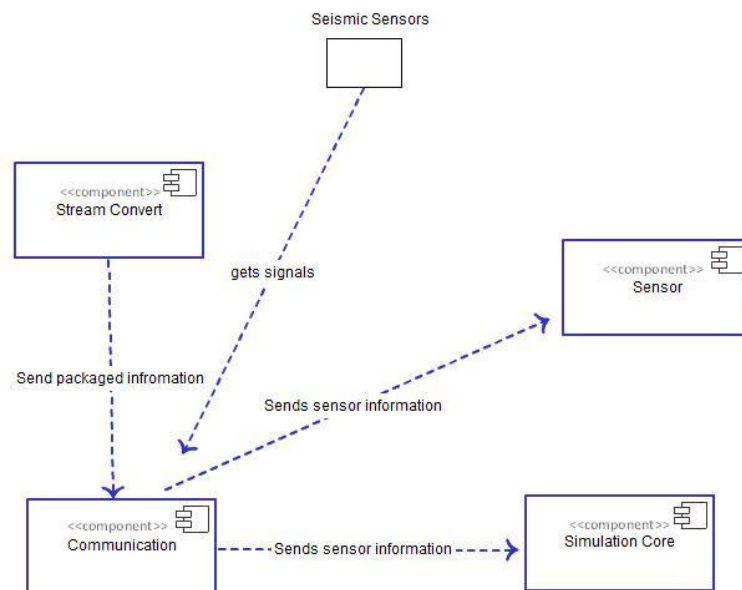 Seismic Sensors
<<component>>
Stream Convert
gets signals
<<component>>
Sensor
Send packaged infromation
Sends sensor information
<<component>>
Communication
Sends sensor information
<<component>>
Simulation Core